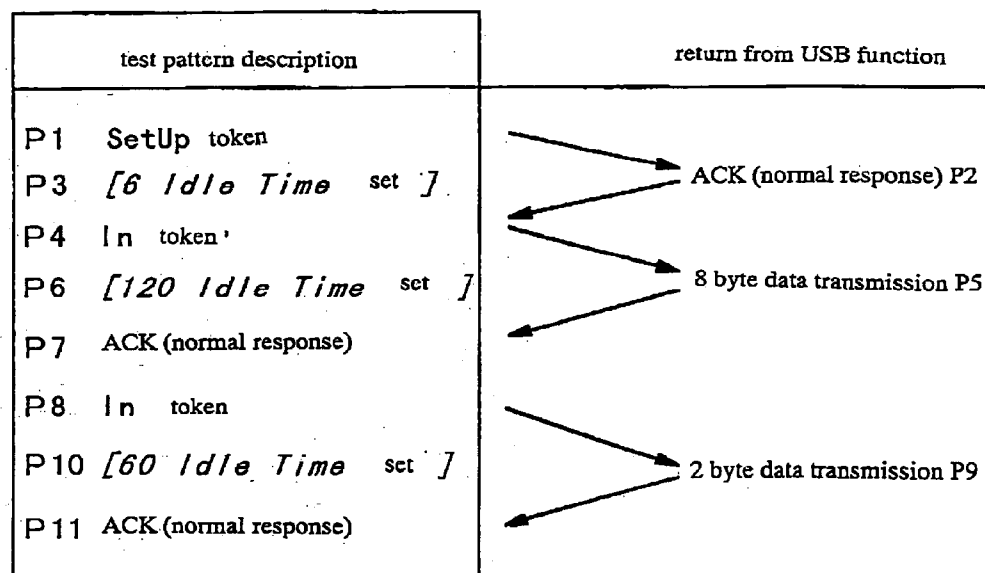 test pattern description
return from USB function
P1 SetUp token
P3 [6 Idle Time set ]
ACK (normal response) P2
P4 In token
P6 [120 Idle Time set ]
8 byte data transmission P5
P7 ACK (normal response)
P8 In token
P10 [60 Idle Time set ]
2 byte data transmission P9
P11 ACK (normal response)